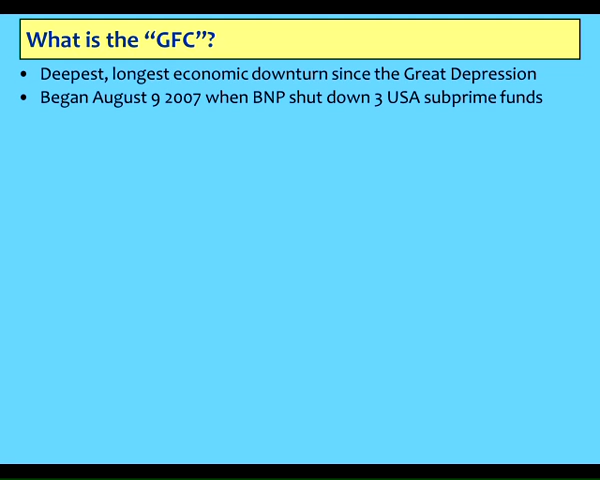 What is the “GFC”?
• Deepest, longest economic downturn since the Great Depression
• Began August 9 2007 when BNP shut down 3 USA subprime funds